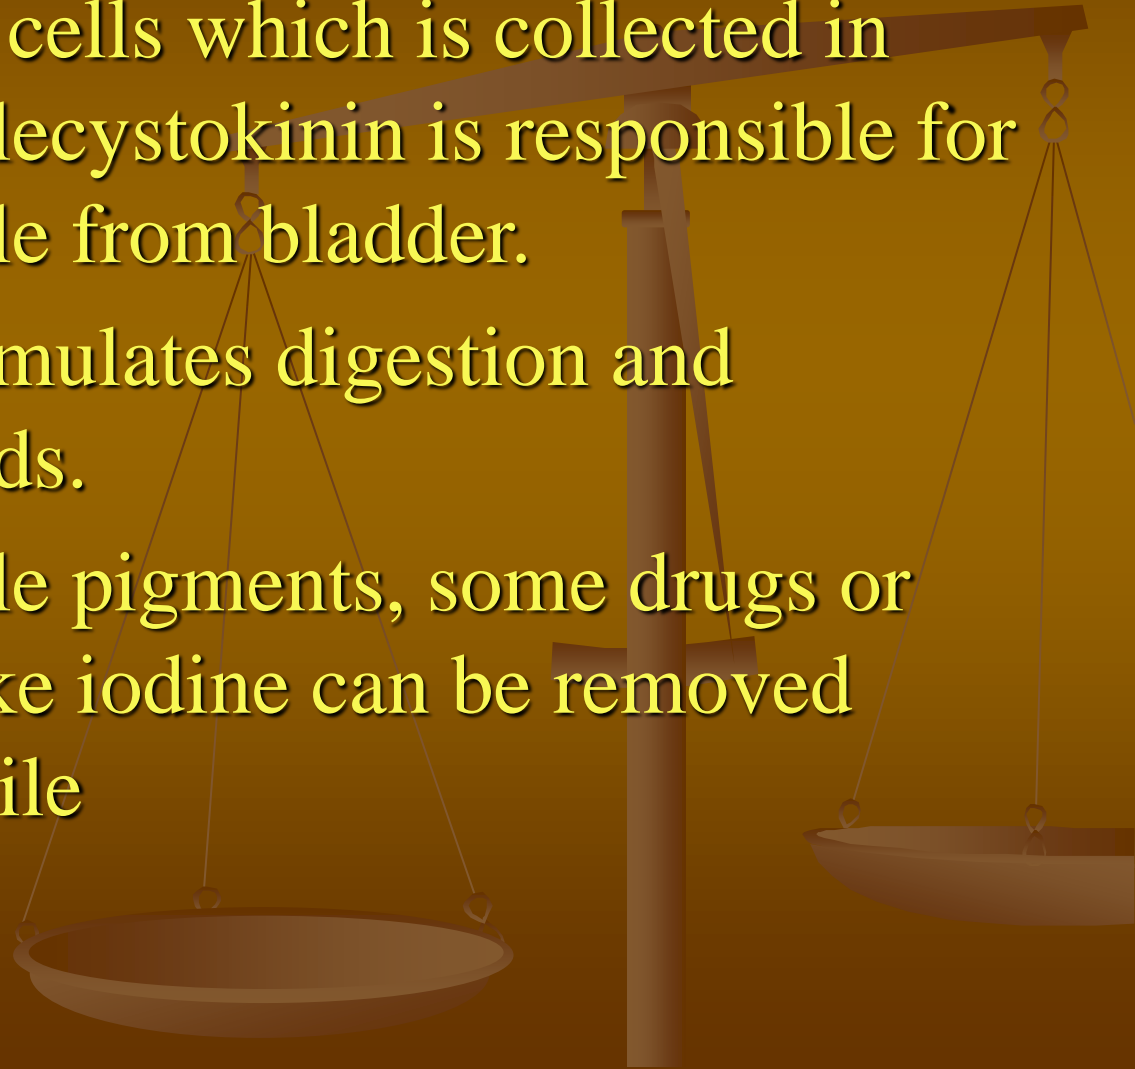 cells which is collected in
lecystokinin is responsible for
le from bladder.
mulates digestion and
ds.
le pigments, some drugs or
ke iodine can be removed
ile